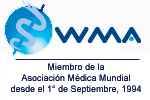 WMA
Miembro de la
Asociación Médica Mundial
desde el 1° de Septiembre, 1994